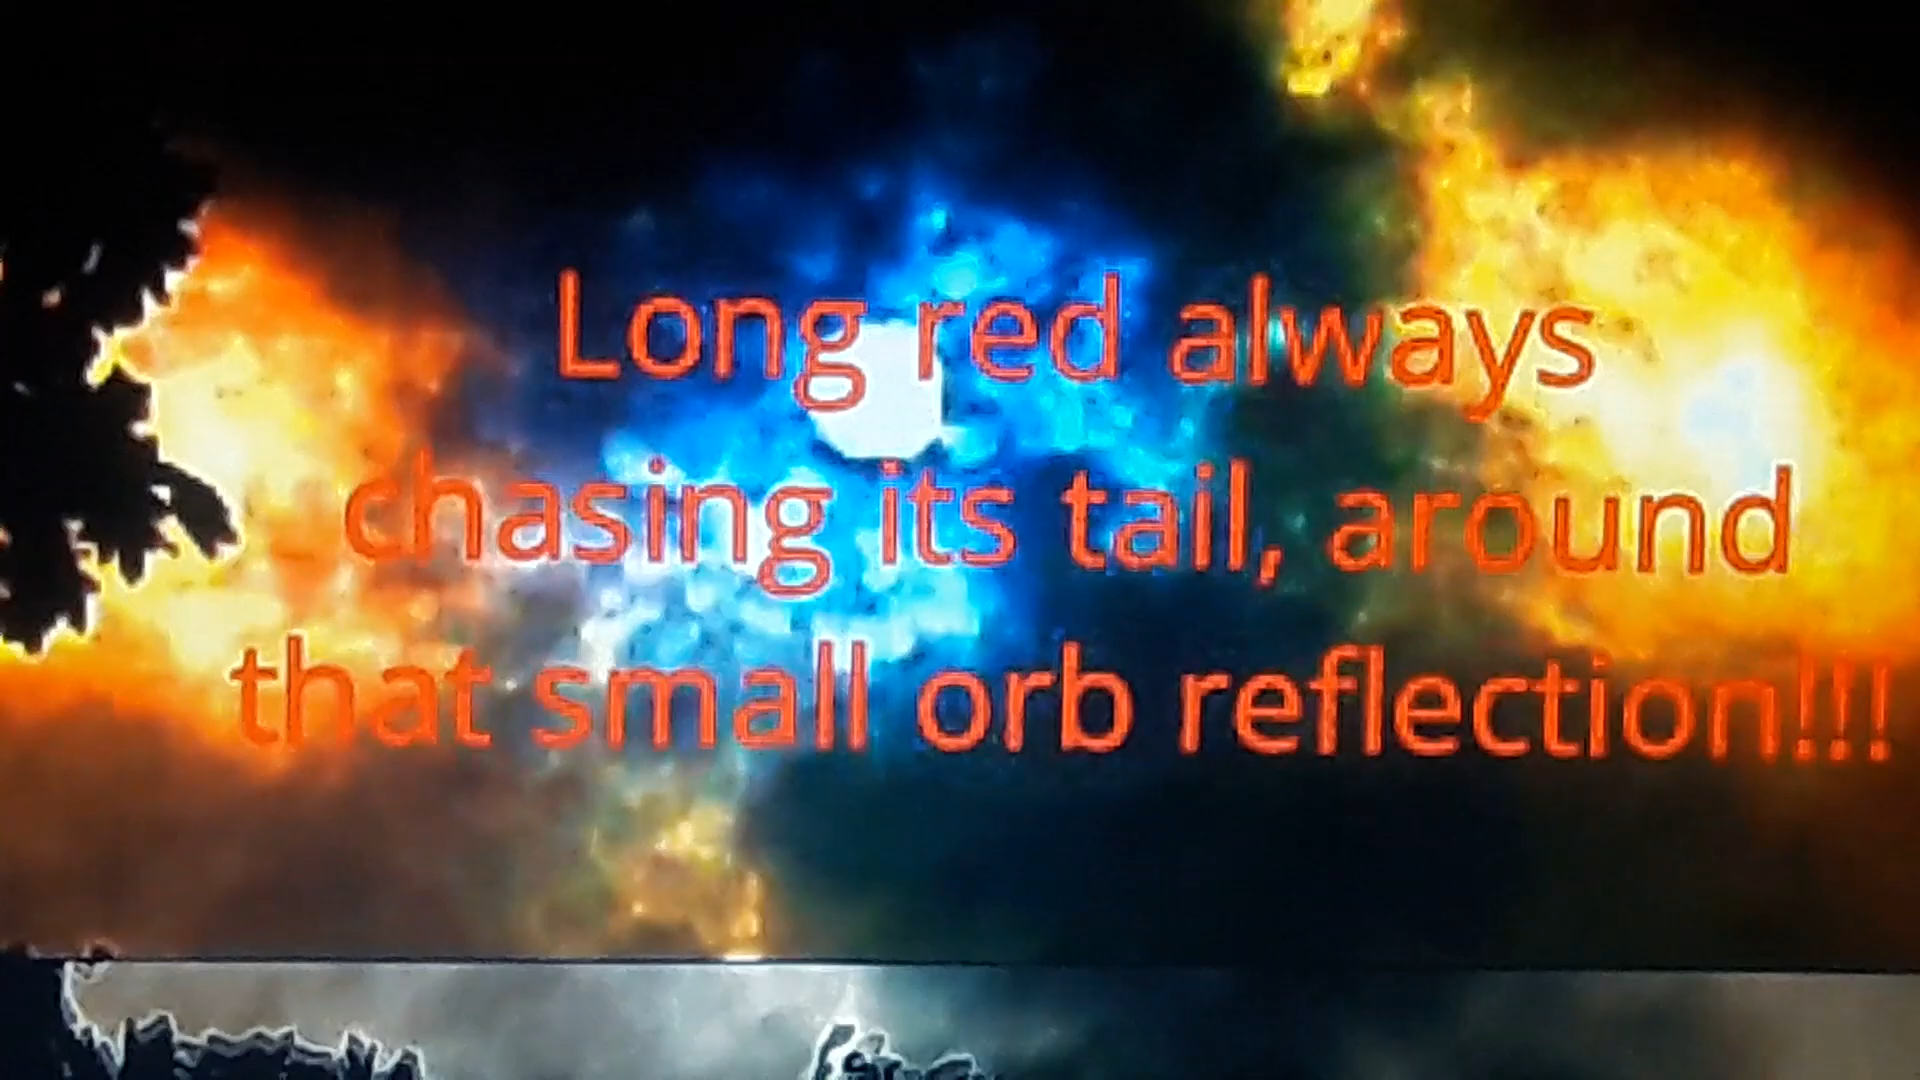 Long red always
chasing its tail, around
that small orb reflection!!!